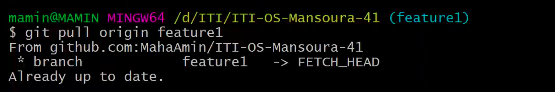 mamin@MAMIN MINGW64 /d/ITI/ITI-OS-Mansoura-41 (feature1)
$ git pull origin feature1
From github.com:MahaAmin/ITI-OS-Mansoura-41
 * branch            feature1   -> FETCH_HEAD
Already up to date.